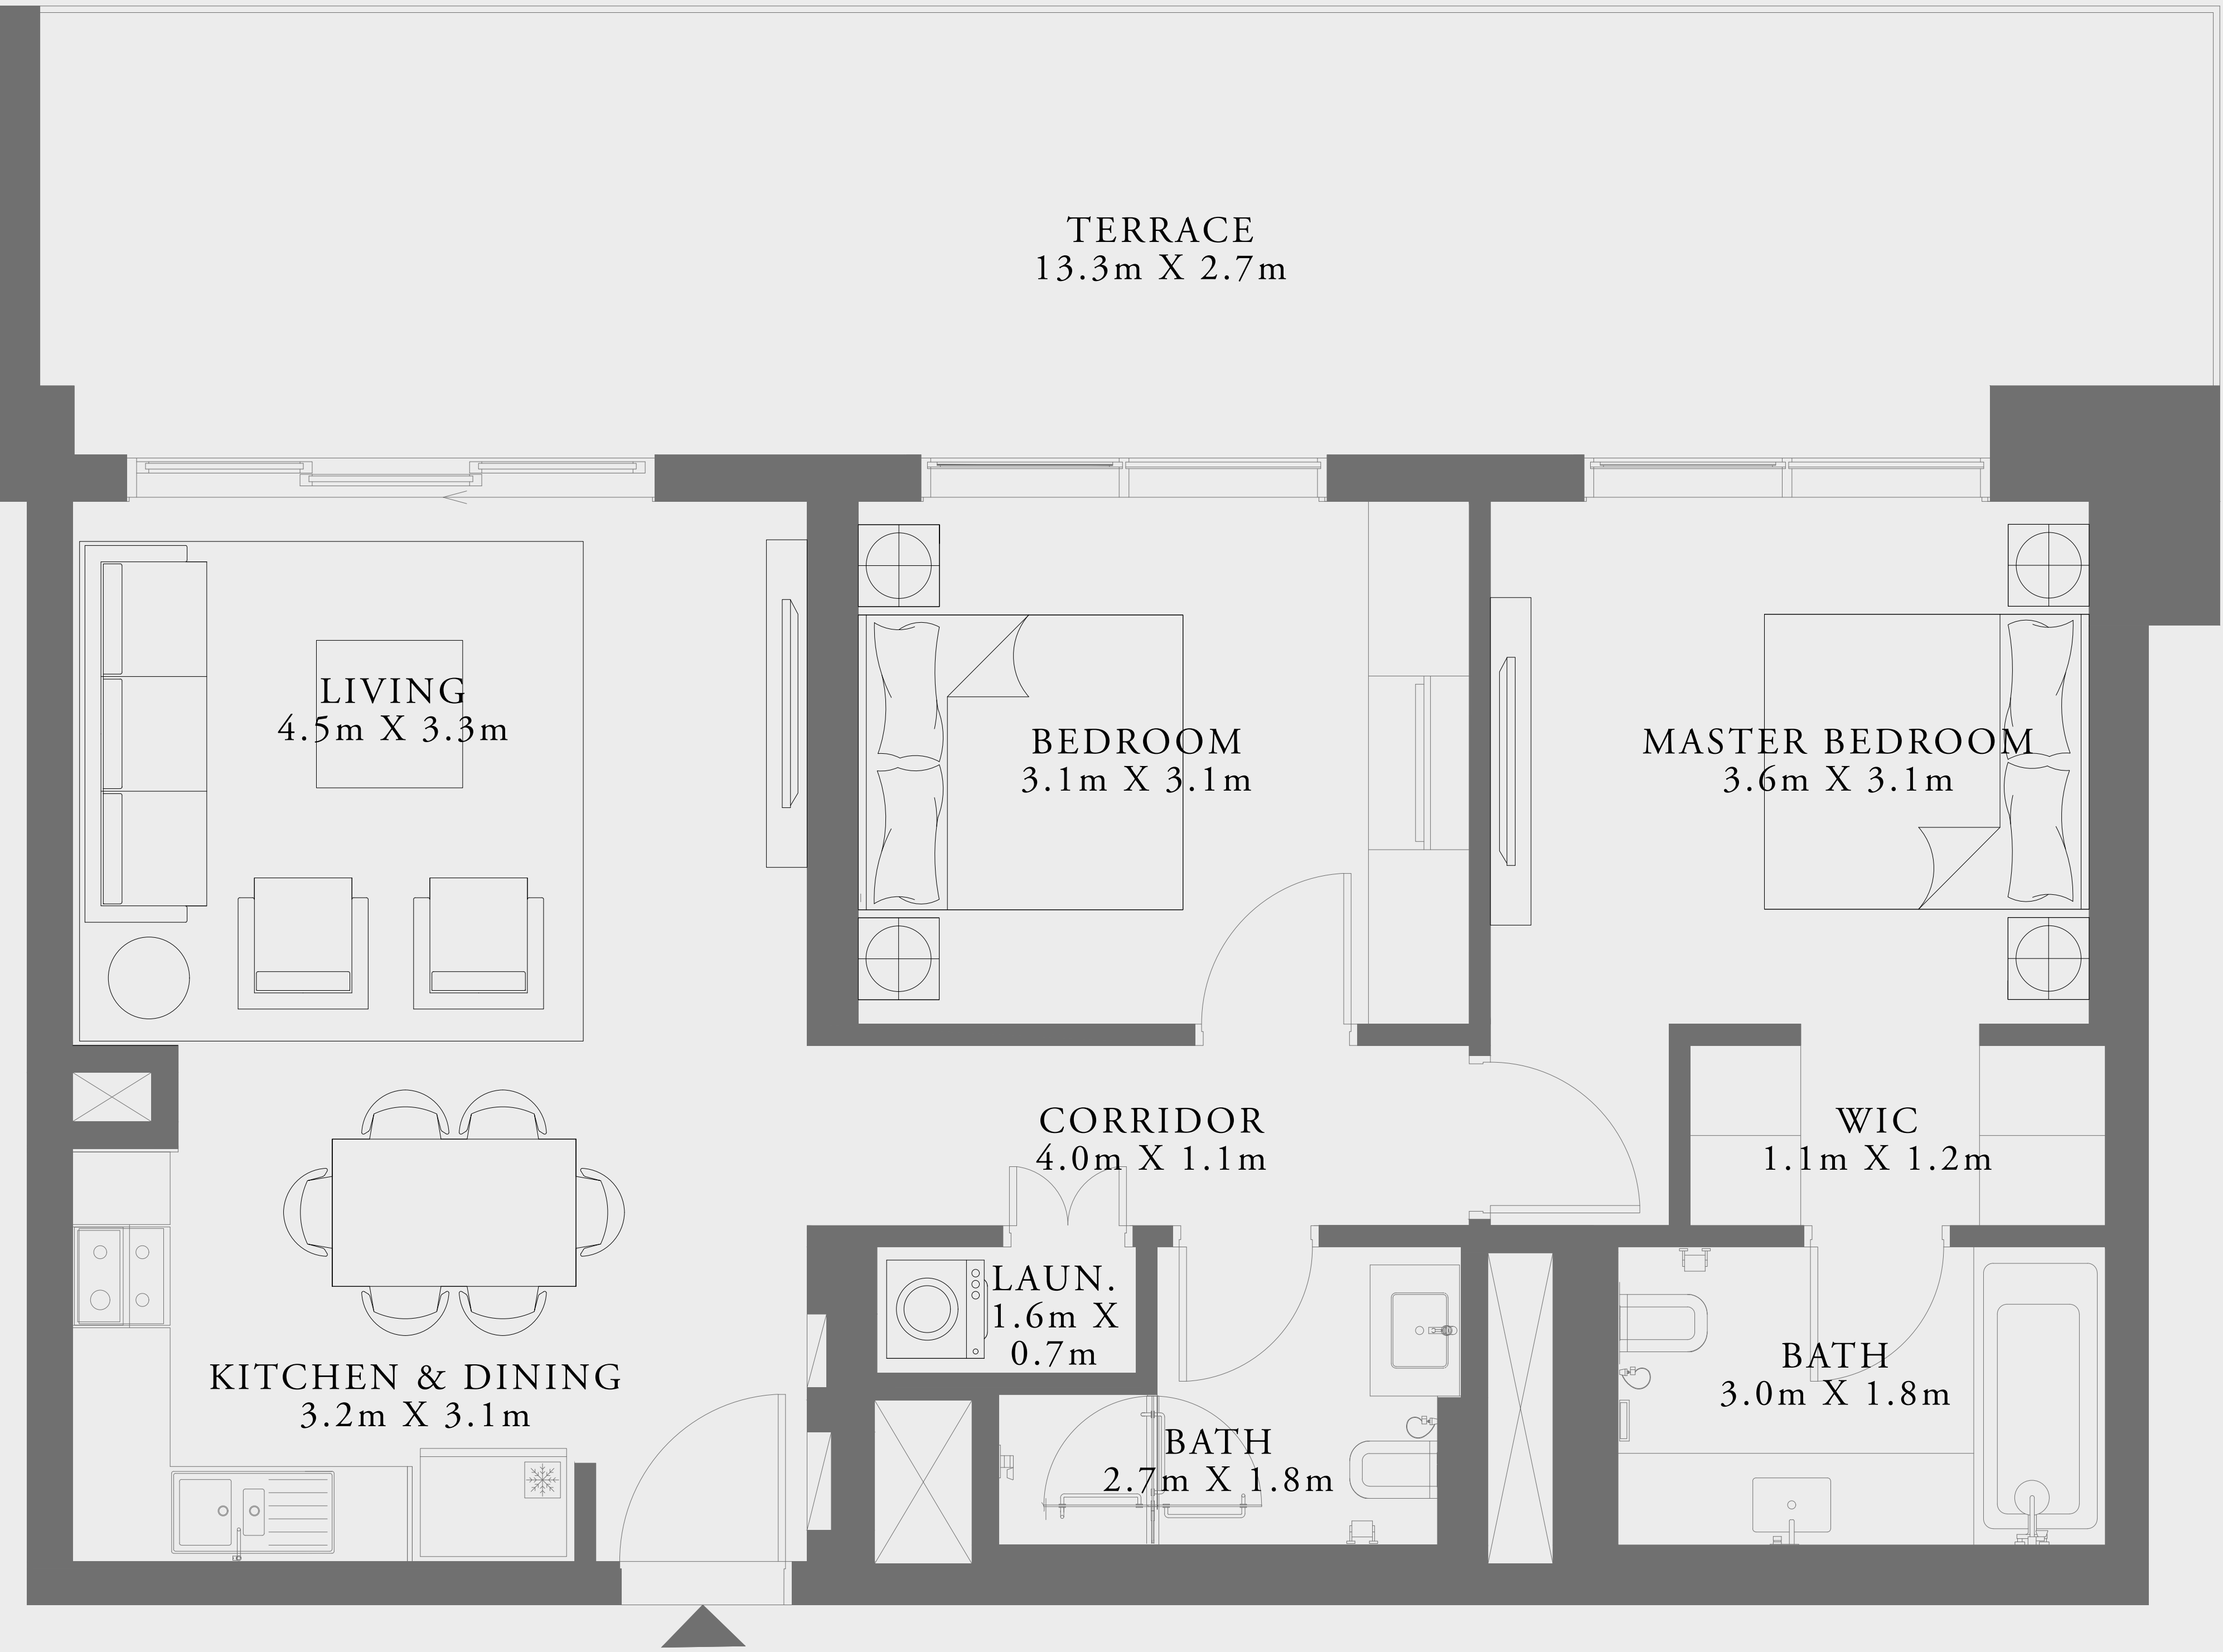 TERRACE
13.3m X 2.7m
LIVING
4.5m X 3.3m
BEDROOM
3.1m X 3.1m
MASTER BEDROOM
3.6m X 3.1m
CORRIDOR
4.0m X 1.1m
WIC
1.1m X 1.2m
LAUN.
1.6m X
0.7m
KITCHEN & DINING
3.2m X 3.1m
BATH
2.7m X 1.8m
BATH
3.0m X 1.8m